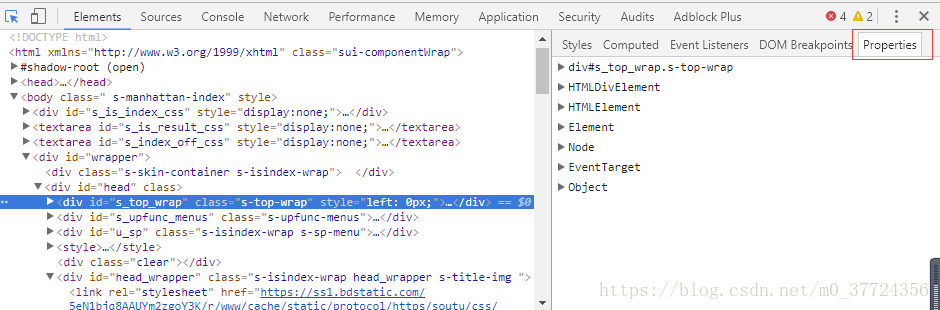 Elements Sources Console Network Performance Memory Application Security Audits Adblock Plus 4 2
<!DOCTYPE html>
<html xmlns="http://www.w3.org/1999/xhtml" class="sui-componentWrap">
#shadow-root (open)
<head>…</head>
<body class=" s-manhattan-index" style>
<div id="s_is_index_css" style="display:none;">…</div>
<textarea id="s_is_result_css" style="display:none;">…</textarea>
<textarea id="s_index_off_css" style="display:none;">…</textarea>
<div id="wrapper">
<div class="s-skin-container s-isindex-wrap"> </div>
<div id="head" class>
<div id="s_top_wrap" class="s-top-wrap" style="left: 0px;">…</div> == $0
<div id="s_upfunc_menus" class="s-upfunc-menus">…</div>
<div id="u_sp" class="s-isindex-wrap s-sp-menu">…</div>
<style>…</style>
<div class="clear"></div>
<div id="head_wrapper" class="s-isindex-wrap head_wrapper s-title-img ">
<link rel="stylesheet" href="https://ss1.bdstatic.com/
5eN1bjq8AAUYm2zgoY3K/r/www/cache/static/protocol/https/soutu/css/
Styles Computed Event Listeners DOM Breakpoints Properties
div#s_top_wrap.s-top-wrap
HTMLDivElement
HTMLElement
Element
Node
EventTarget
Object
https://blog.csdn.net/m0_37724356